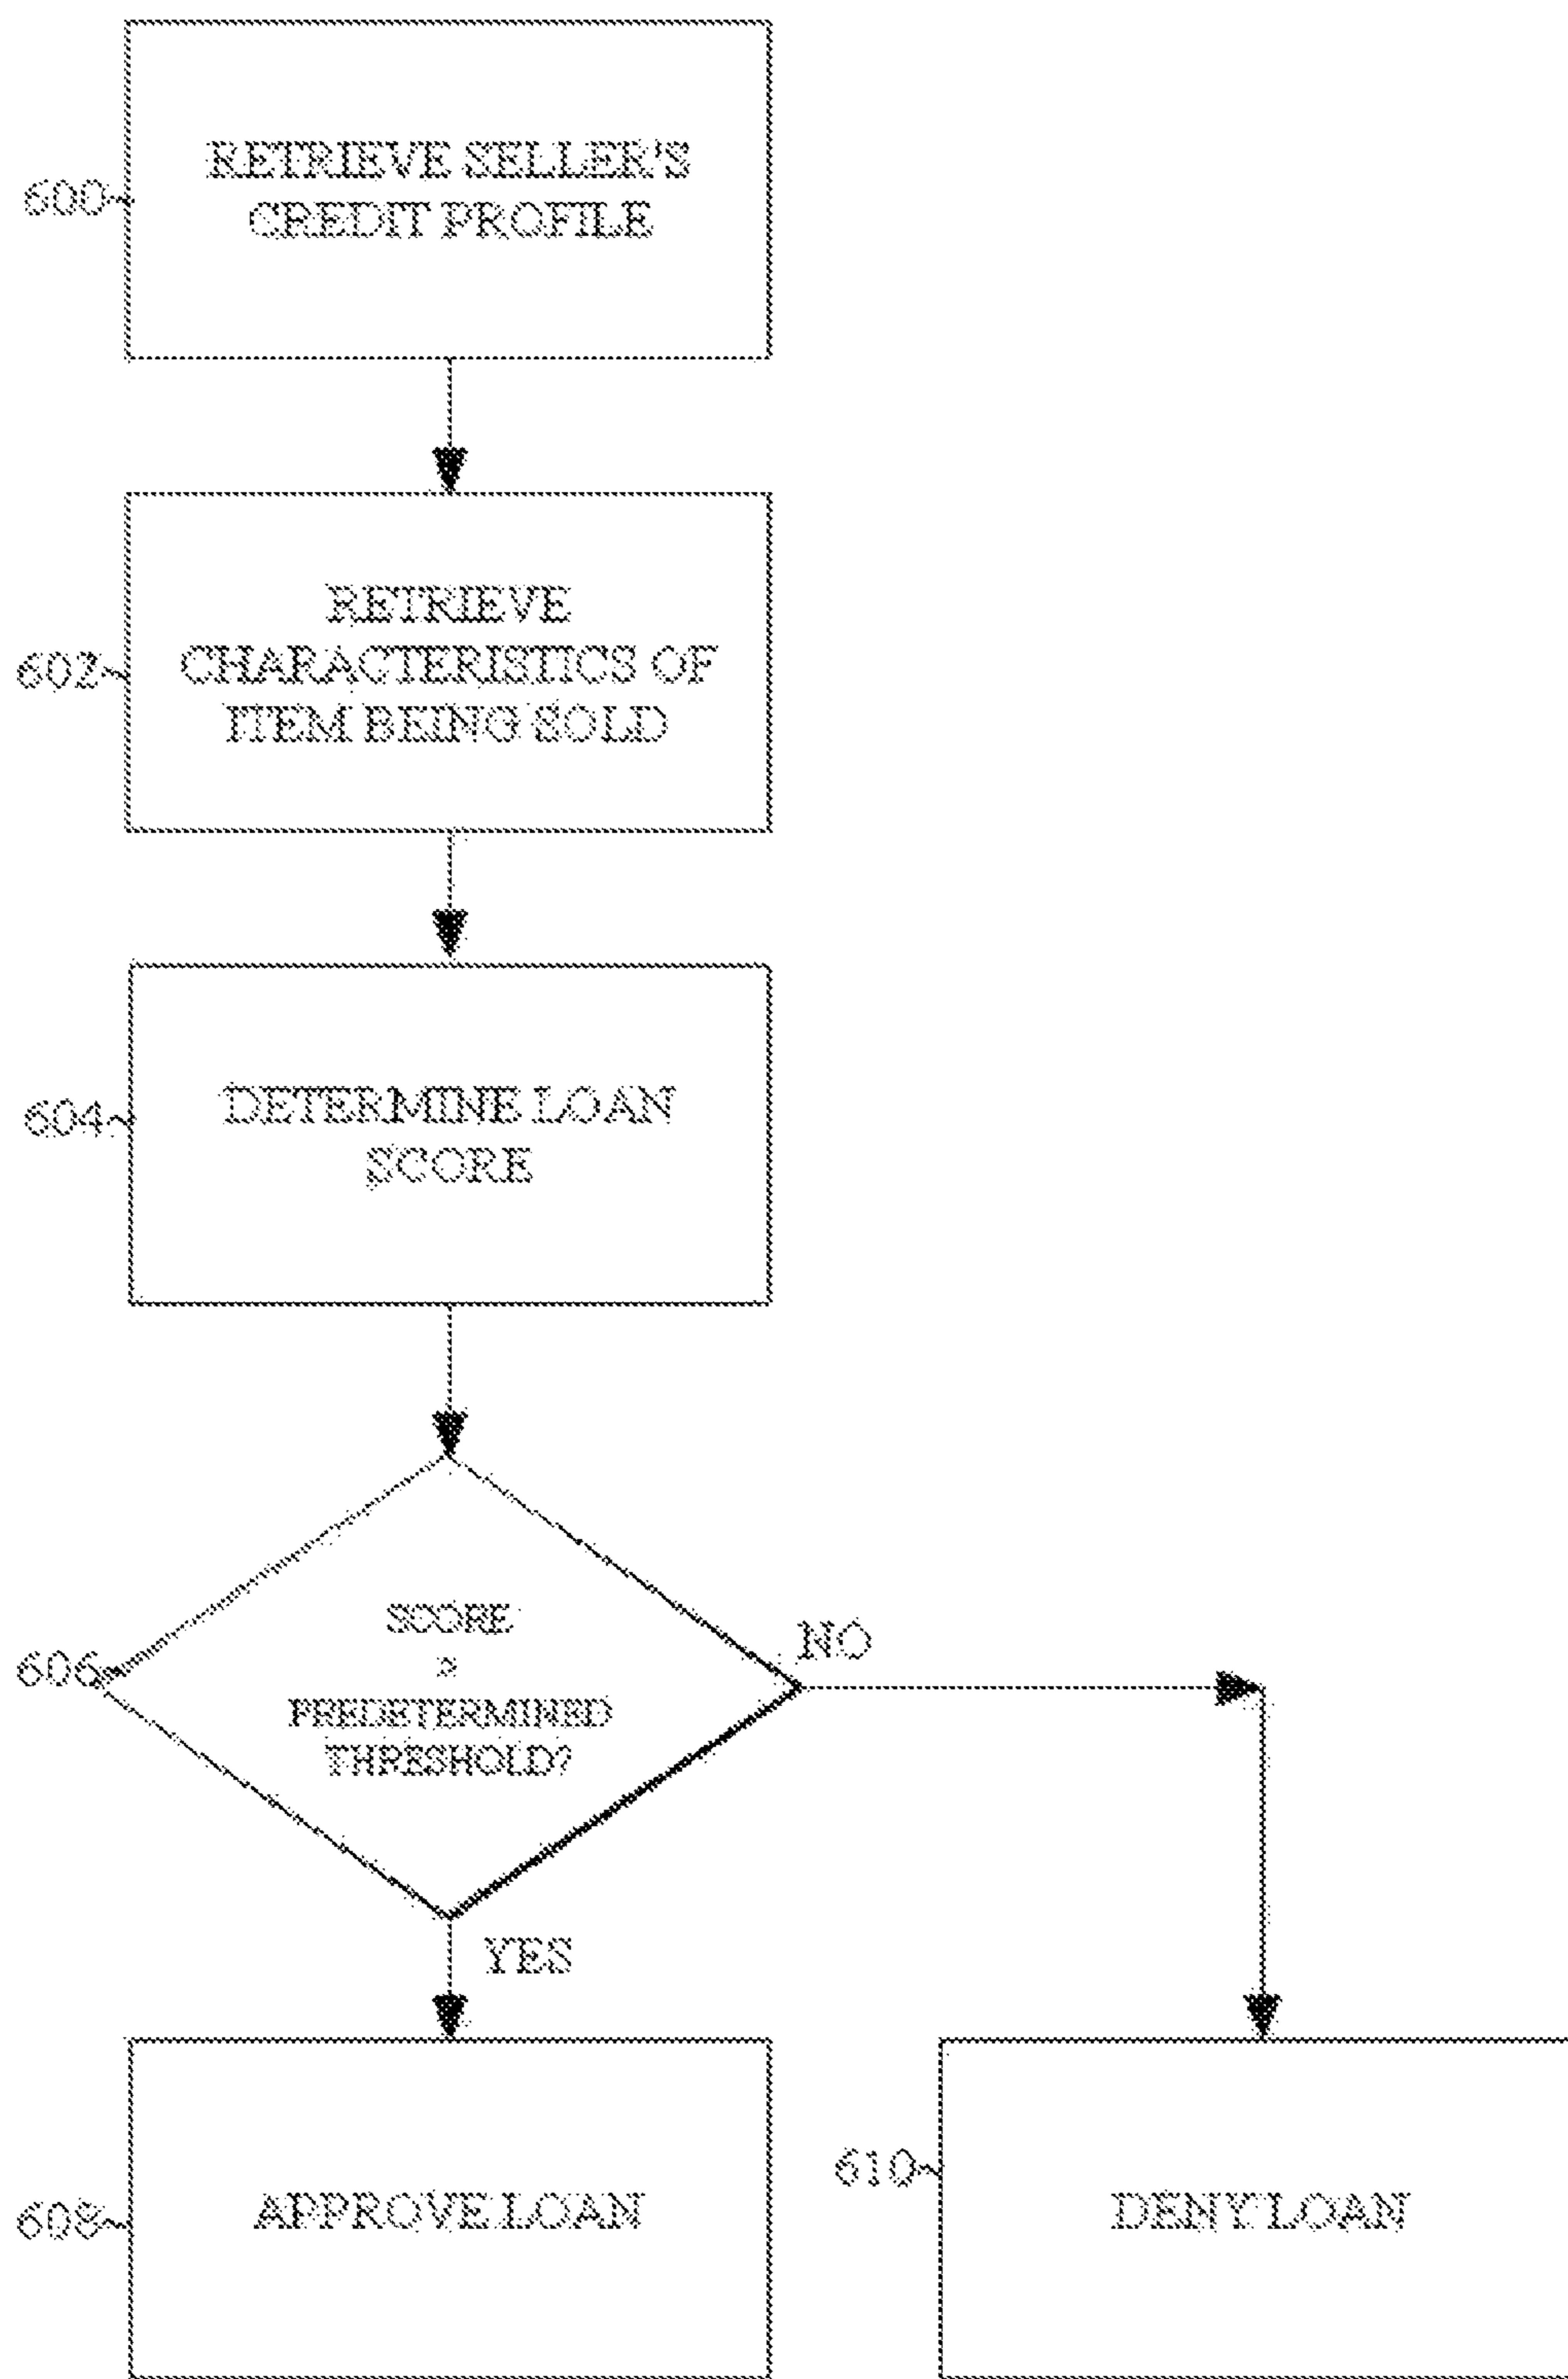 RETRIEVE SELLER'S
CREDIT PROFILE
600
RETRIEVE
CHARACTERISTICS OF
ITEM BEING SOLD
602
DETERMINE LOAN
SCORE
604
SCORE
PREDETERMINED
THRESHOLD?
606
NO
YES
APPROVE LOAN
608
DENY LOAN
610